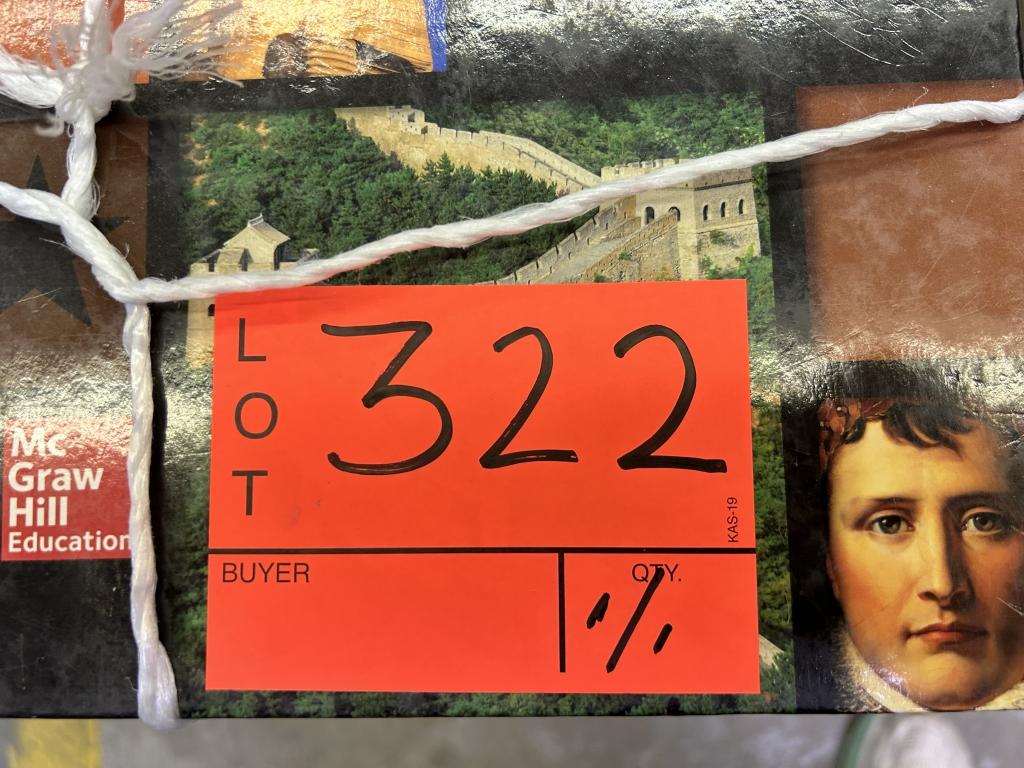 LOT 322
KAS-19
BUYER
QTY.
1/1
Mc
Graw
Hill
Education